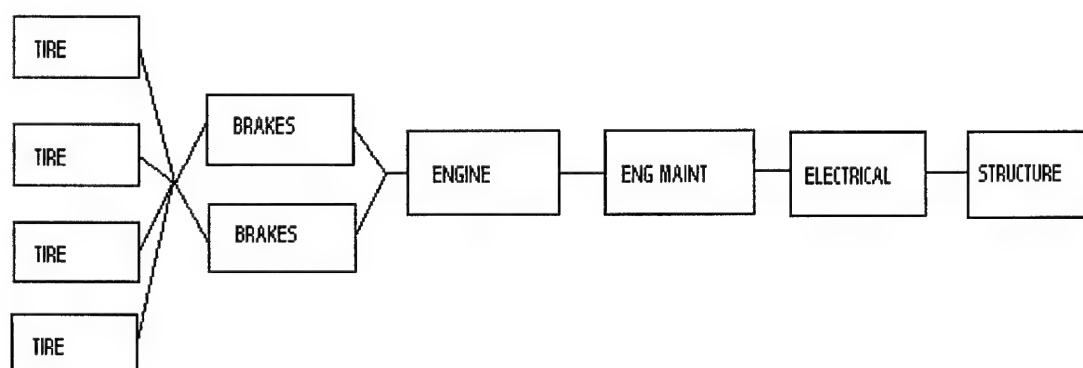 TIRE
TIRE
TIRE
TIRE
BRAKES
BRAKES
ENGINE
ENG MAINT
ELECTRICAL
STRUCTURE